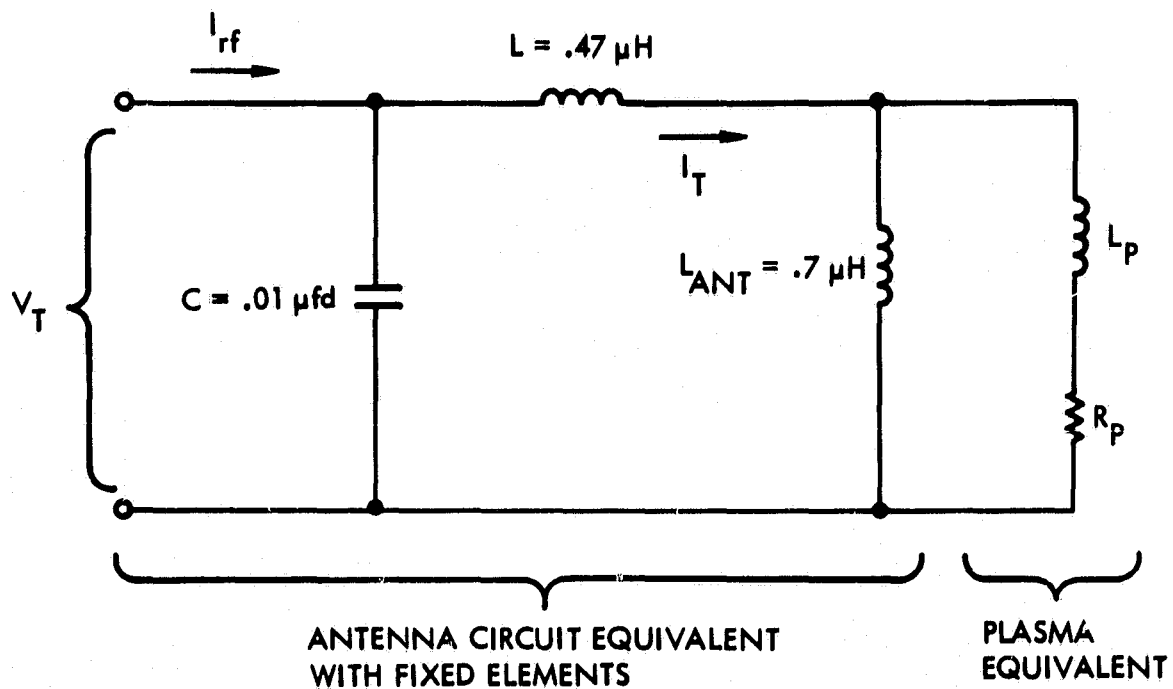 I_rf
L = .47 μH
I_T
V_T
C = .01 μfd
L_ANT = .7 μH
L_P
R_P
ANTENNA CIRCUIT EQUIVALENT
WITH FIXED ELEMENTS
PLASMA
EQUIVALENT